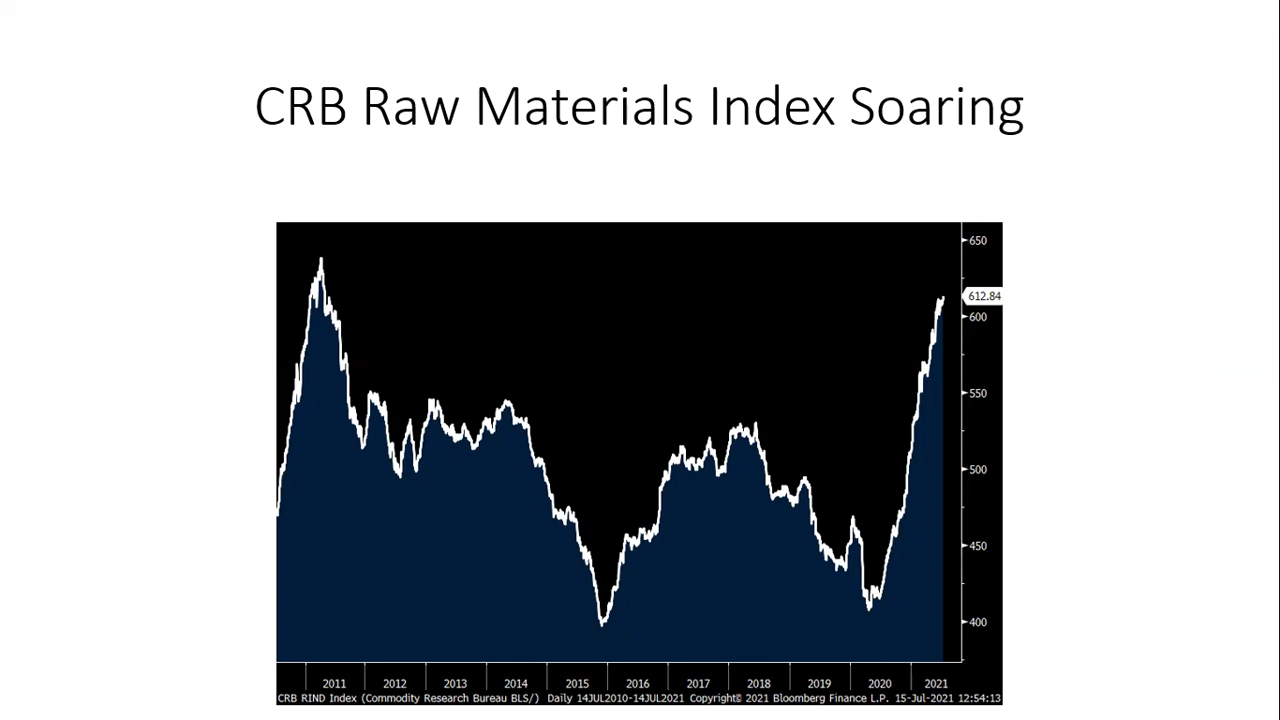 CRB Raw Materials Index Soaring
650
612.84
600
550
500
450
400
2011 2012 2013 2014 2015 2016 2017 2018 2019 2020 2021
CRB RIND Index (Commodity Research Bureau BLS/) Daily 14JUL2010-14JUL2021 Copyright© 2021 Bloomberg Finance L.P. 15-Jul-2021 12:54:13